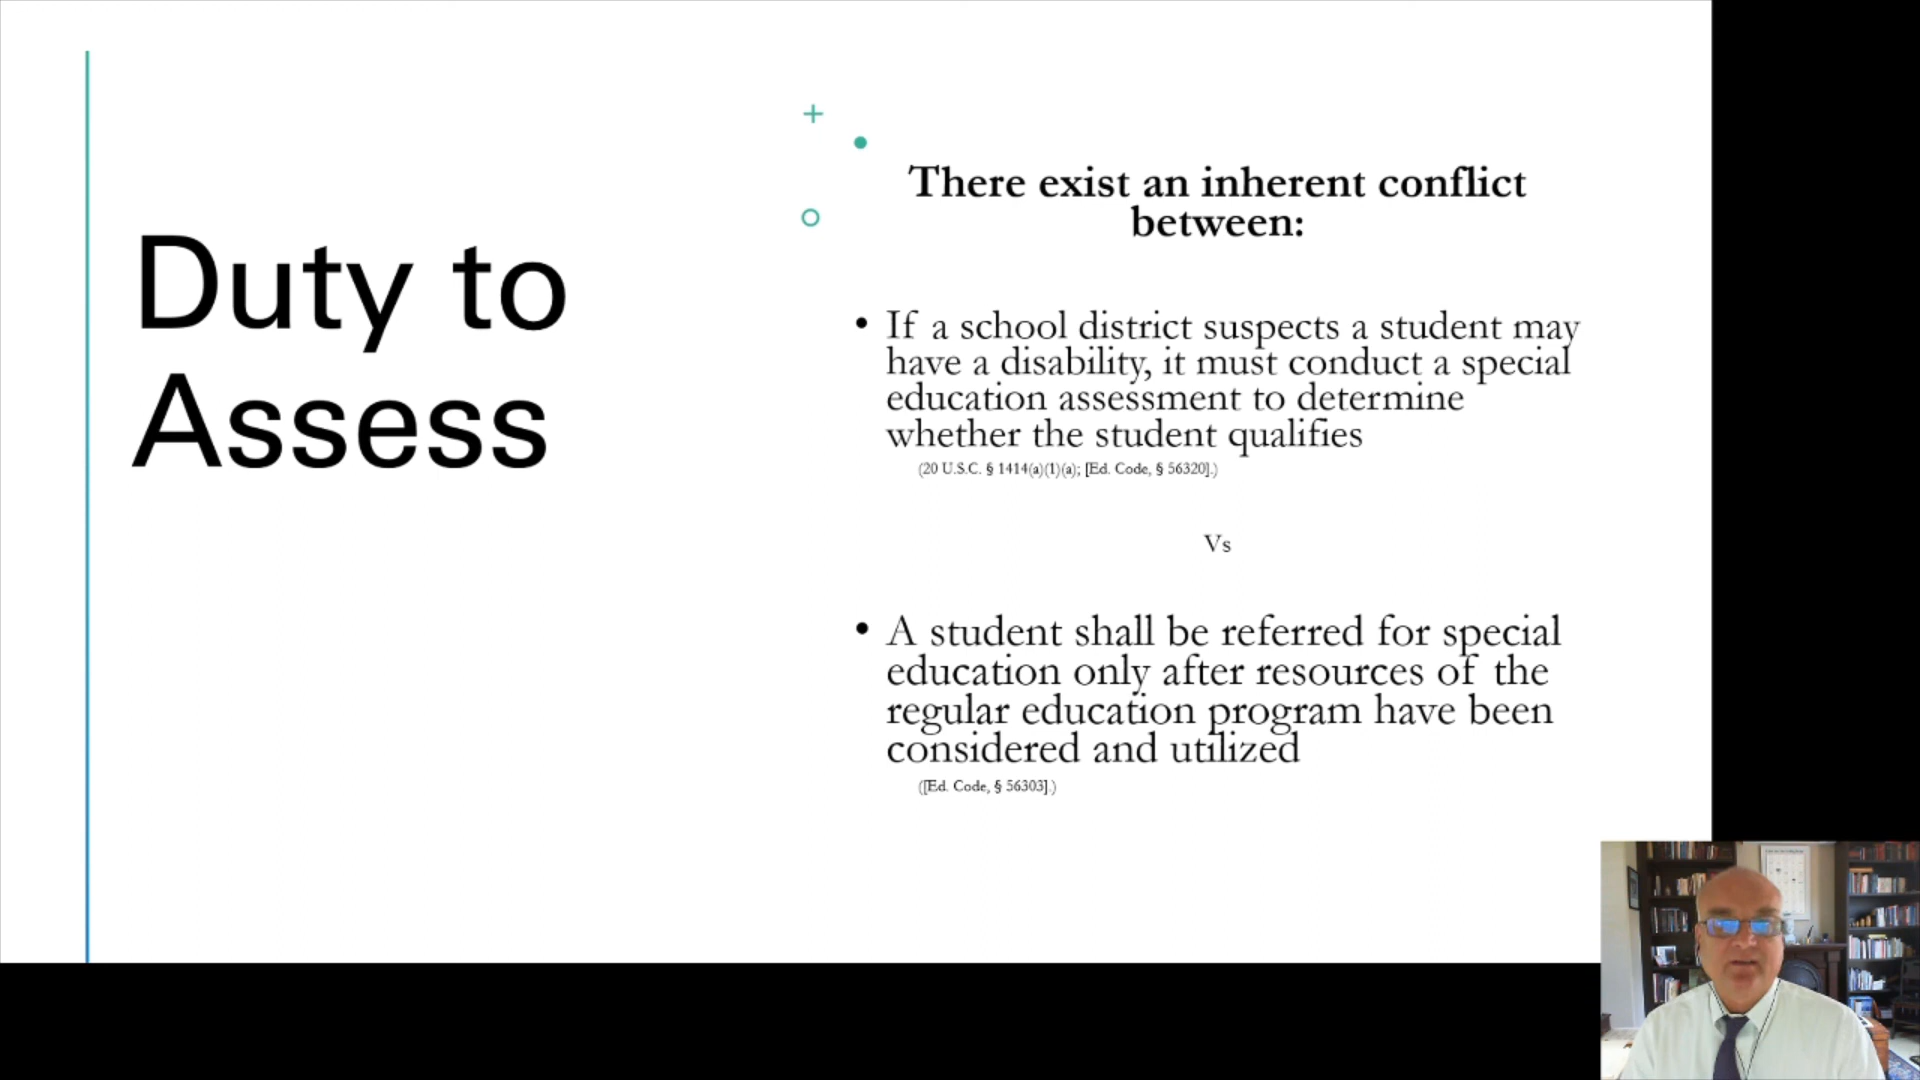 Duty to
Assess
There exist an inherent conflict
between:
• If a school district suspects a student may
have a disability, it must conduct a special
education assessment to determine
whether the student qualifies
(20 U.S.C. § 1414(a)(1)(a); [Ed. Code, § 56320].)
Vs
• A student shall be referred for special
education only after resources of the
regular education program have been
considered and utilized
([Ed. Code, § 56303].)